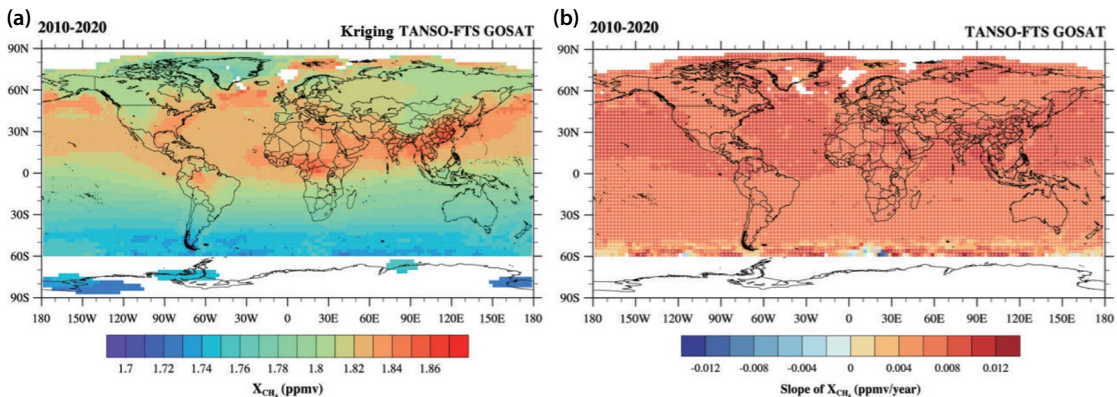 (a)
2010-2020 Kriging TANSO-FTS GOSAT
90N
60N
30N
0
30S
60S
90S
180 150W 120W 90W 60W 30W 0 30E 60E 90E 120E 150E 180
1.7 1.72 1.74 1.76 1.78 1.8 1.82 1.84 1.86
XCH₄ (ppmv)
(b)
2010-2020 TANSO-FTS GOSAT
90N
60N
30N
0
30S
60S
90S
180 150W 120W 90W 60W 30W 0 30E 60E 90E 120E 150E 180
-0.012 -0.008 -0.004 0 0.004 0.008 0.012
Slope of XCH₄ (ppmv/year)